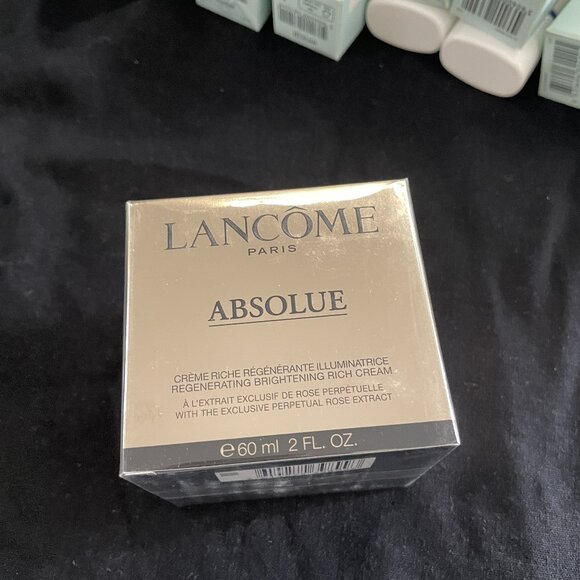 LANCÔME
PARIS
ABSOLUE
CRÈME RICHE RÉGÉNÉRANTE ILLUMINATRICE
REGENERATING BRIGHTENING RICH CREAM
À L'EXTRAIT EXCLUSIF DE ROSE PERPÉTUELLE
WITH THE EXCLUSIVE PERPETUAL ROSE EXTRACT
℮ 60 ml 2 FL. OZ.